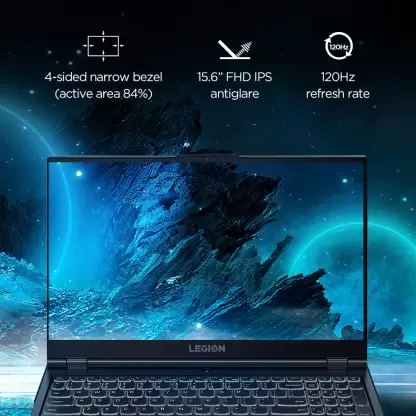 120Hz
4-sided narrow bezel
(active area 84%)
15.6" FHD IPS
antiglare
120Hz
refresh rate
LEGION